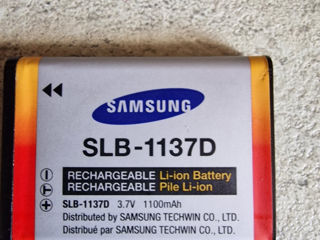 SAMSUNG
SLB-1137D
RECHARGEABLE Li-ion Battery
RECHARGEABLE Pile Li-ion
SLB-1137D 3.7V 1100mAh
Distributed by SAMSUNG TECHWIN CO., LTD.
Distribué par SAMSUNG TECHWIN CO., LTD.